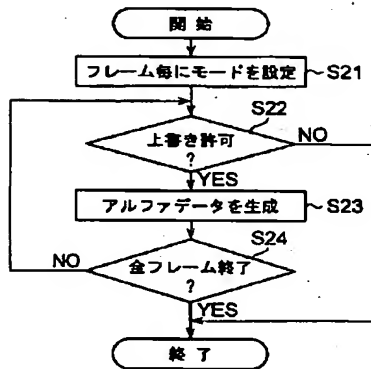 開始
フレーム毎にモードを設定 S21
S22
上書き許可 NO
?
YES
アルファデータを生成 S23
S24
全フレーム終了
NO
?
YES
終了